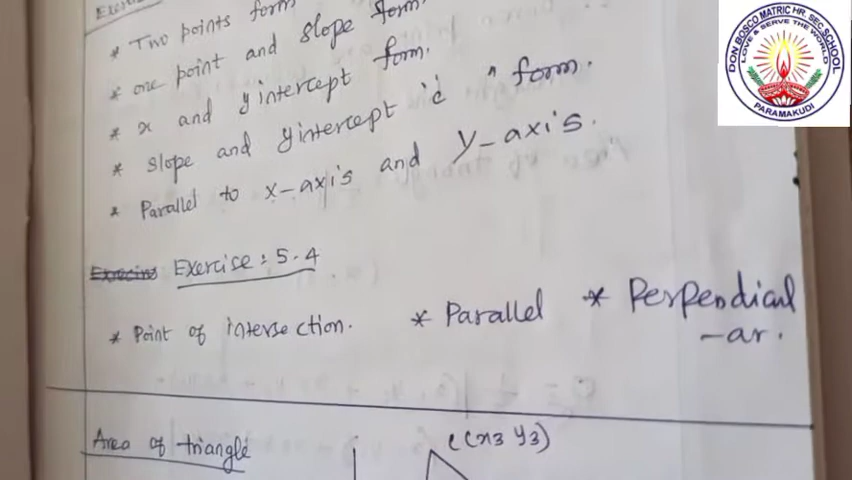 * Two points form
* one point and slope form
* x and y intercept form.
* slope and y intercept 'c' form.
* Parallel to x-axis and y-axis.
Exercise : 5.4
* Point of intersection. * Parallel * Perpendicul
-ar.
Area of triangle
C(x3 y3)
DON BOSCO MATRIC HR. SEC SCHOOL
LOVE & SERVE THE WORLD
PARAMAKUDI